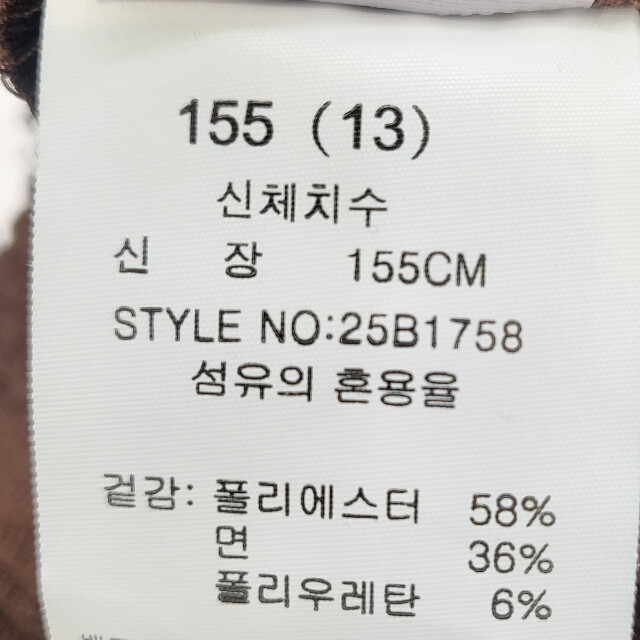 155 (13)
신체치수
신 장 155CM
STYLE NO:25B1758
섬유의 혼용율
겉감: 폴리에스터 58%
면 36%
폴리우레탄 6%